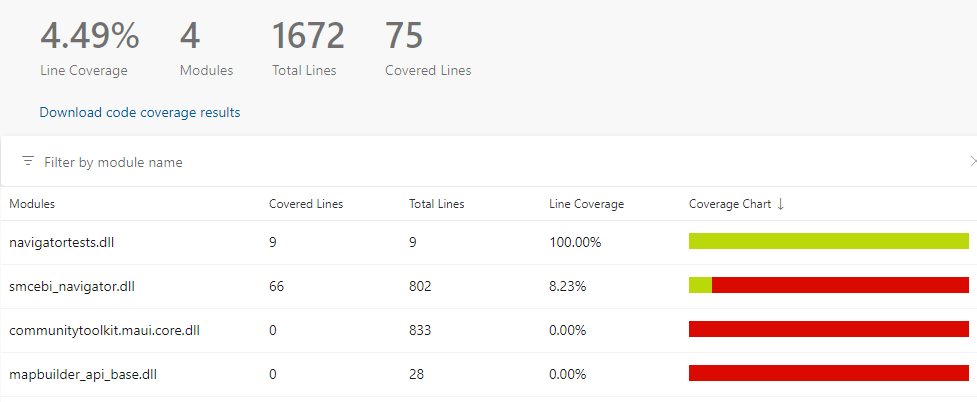 4.49% 4 1672 75
Line Coverage Modules Total Lines Covered Lines
Download code coverage results
Filter by module name
Modules Covered Lines Total Lines Line Coverage Coverage Chart ↓
navigatortests.dll 9 9 100.00%
smcebi_navigator.dll 66 802 8.23%
communitytoolkit.maui.core.dll 0 833 0.00%
mapbuilder_api_base.dll 0 28 0.00%